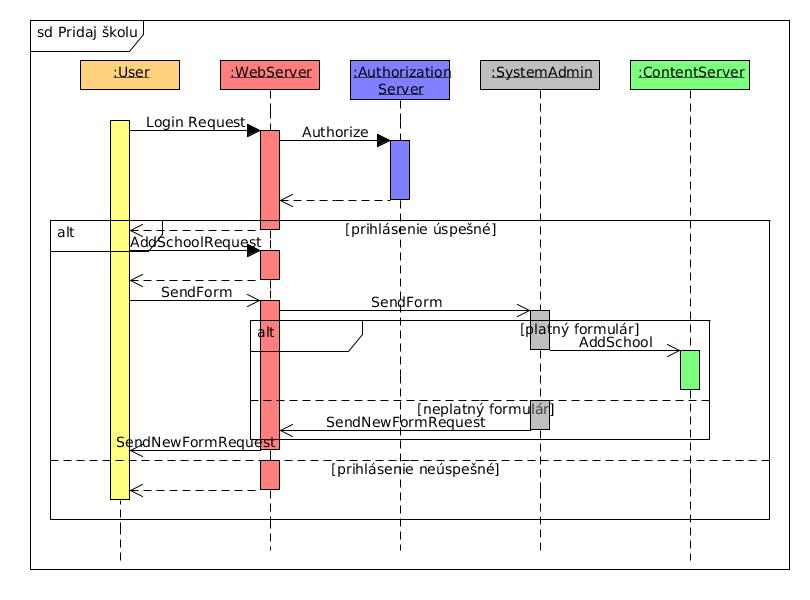 sd Pridaj školu
:User
:WebServer
:Authorization
Server
:SystemAdmin
:ContentServer
Login Request
Authorize
alt
[prihlásenie úspešné]
AddSchoolRequest
SendForm
SendForm
alt
[platný formulár]
AddSchool
[neplatný formulár]
SendNewFormRequest
SendNewFormRequest
[prihlásenie neúspešné]